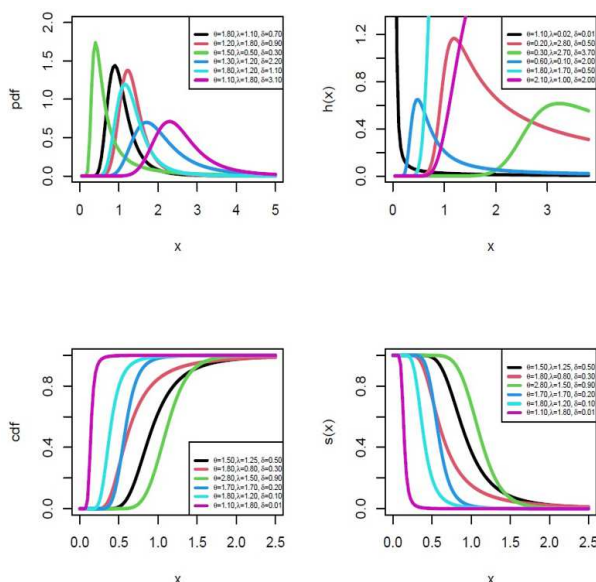 pdf
0.0 0.5 1.0 1.5 2.0
0 1 2 3 4 5
x
θ=1.80,λ=1.10, δ=0.70
θ=1.20,λ=1.80, δ=0.90
θ=1.50,λ=0.50, δ=0.30
θ=1.30,λ=1.20, δ=2.20
θ=1.80,λ=1.20, δ=1.10
θ=1.10,λ=1.80, δ=3.10
h(x)
0.0 0.4 0.8 1.2
0 1 2 3
x
θ=1.10,λ=0.02, δ=0.01
θ=0.20,λ=2.60, δ=0.50
θ=0.30,λ=2.70, δ=3.70
θ=0.60,λ=0.10, δ=2.00
θ=1.80,λ=1.70, δ=0.50
θ=2.10,λ=1.00, δ=2.00
cdf
0.0 0.4 0.8
0.0 0.5 1.0 1.5 2.0 2.5
x
θ=1.50,λ=1.25, δ=0.50
θ=1.60,λ=0.80, δ=0.30
θ=2.80,λ=1.50, δ=0.90
θ=1.70,λ=1.70, δ=0.20
θ=1.80,λ=1.20, δ=0.10
θ=1.10,λ=1.80, δ=0.01
s(x)
0.0 0.4 0.8
0.0 0.5 1.0 1.5 2.0 2.5
x
θ=1.50,λ=1.25, δ=0.50
θ=1.80,λ=0.80, δ=0.30
θ=2.80,λ=1.50, δ=0.90
θ=1.70,λ=1.70, δ=0.20
θ=1.80,λ=1.20, δ=0.10
θ=1.10,λ=1.80, δ=0.01